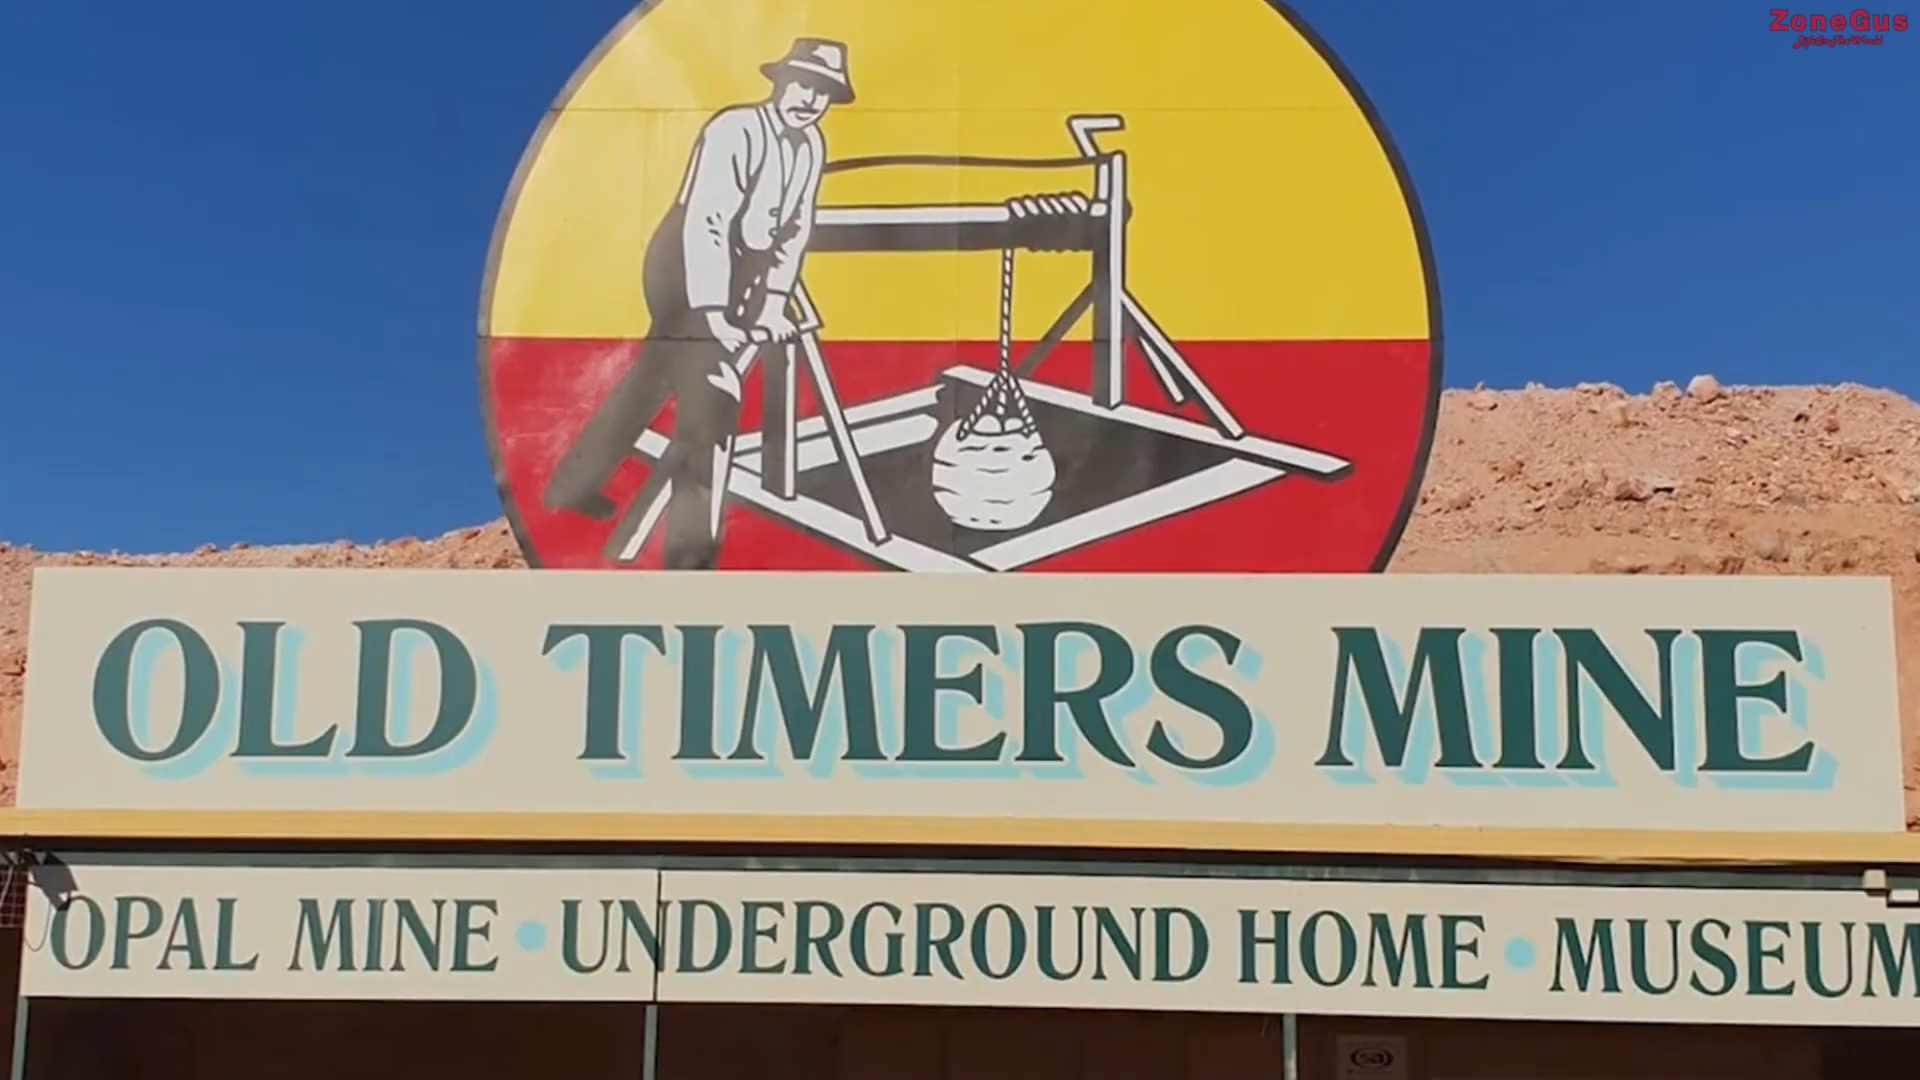 ZoneGus
OLD TIMERS MINE
OPAL MINE • UNDERGROUND HOME • MUSEUM